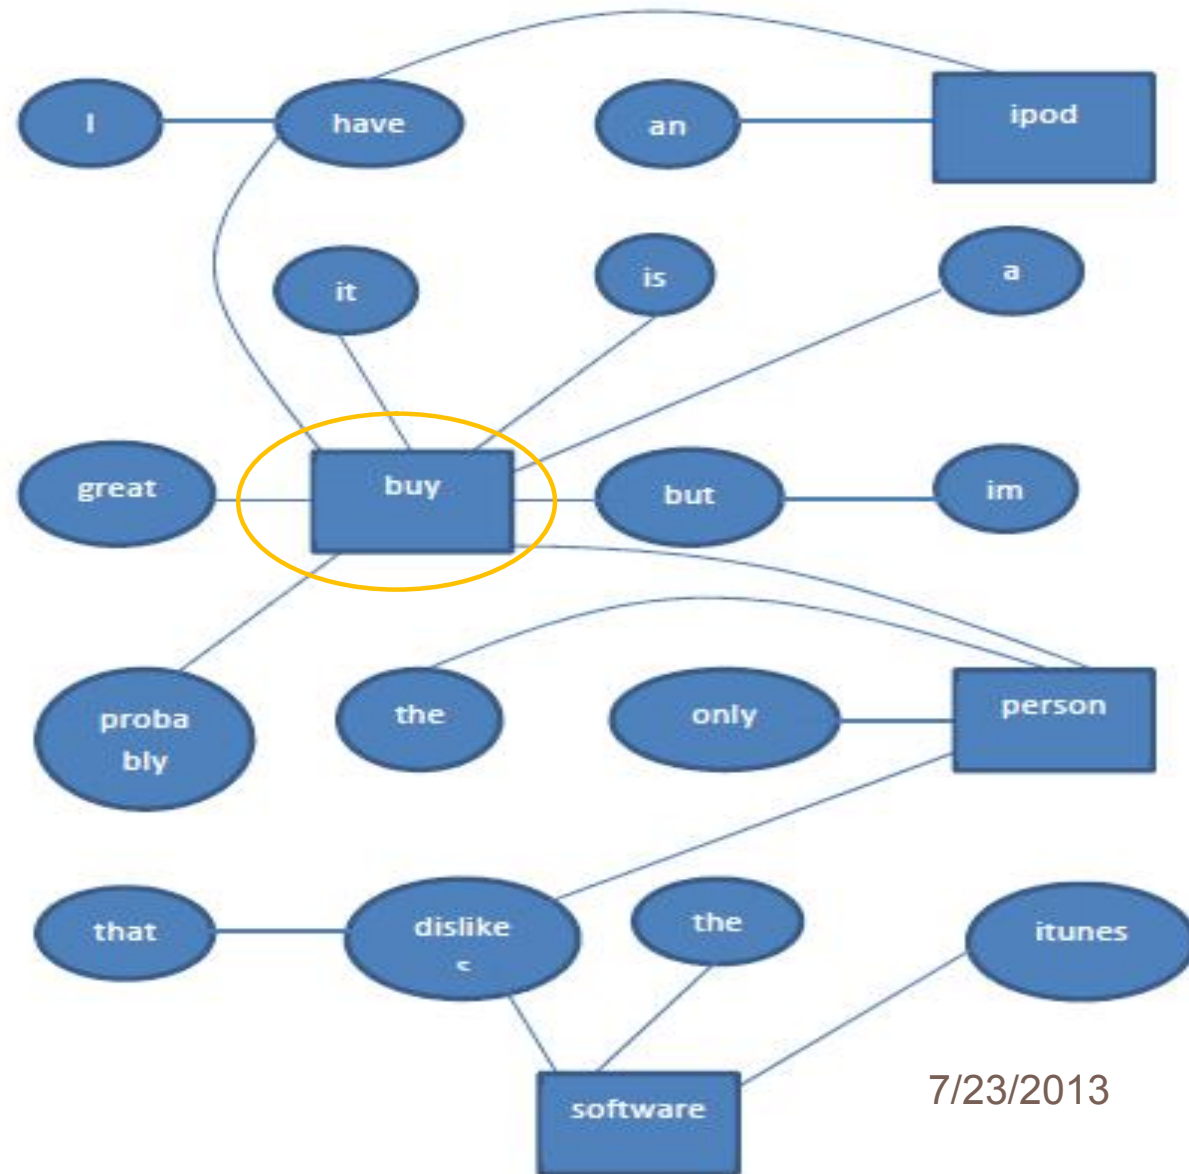 I have an ipod
it is a
great buy but im
proba
bly
the only person
that dislike the itunes
software
7/23/2013